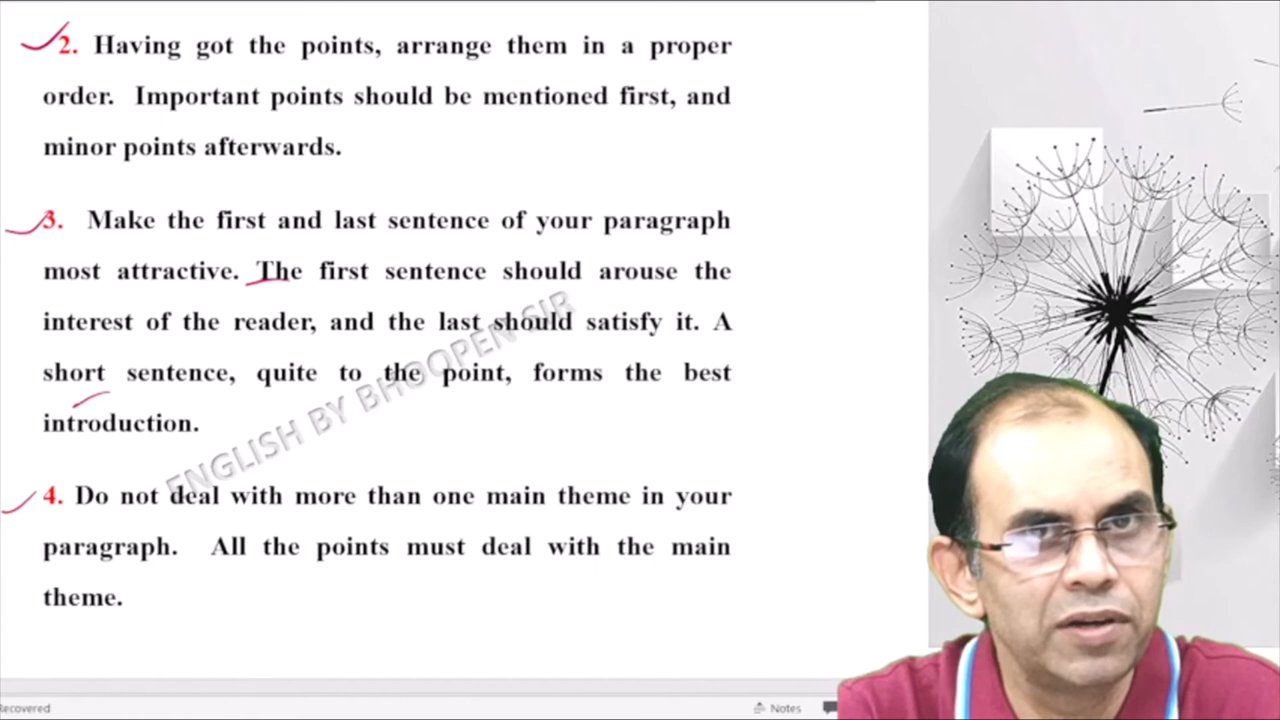 2. Having got the points, arrange them in a proper
order. Important points should be mentioned first, and
minor points afterwards.
3. Make the first and last sentence of your paragraph
most attractive. The first sentence should arouse the
interest of the reader, and the last should satisfy it. A
short sentence, quite to the point, forms the best
introduction.
ENGLISH BY BHOOPEN SIR
4. Do not deal with more than one main theme in your
paragraph. All the points must deal with the main
theme.
Recovered
Notes